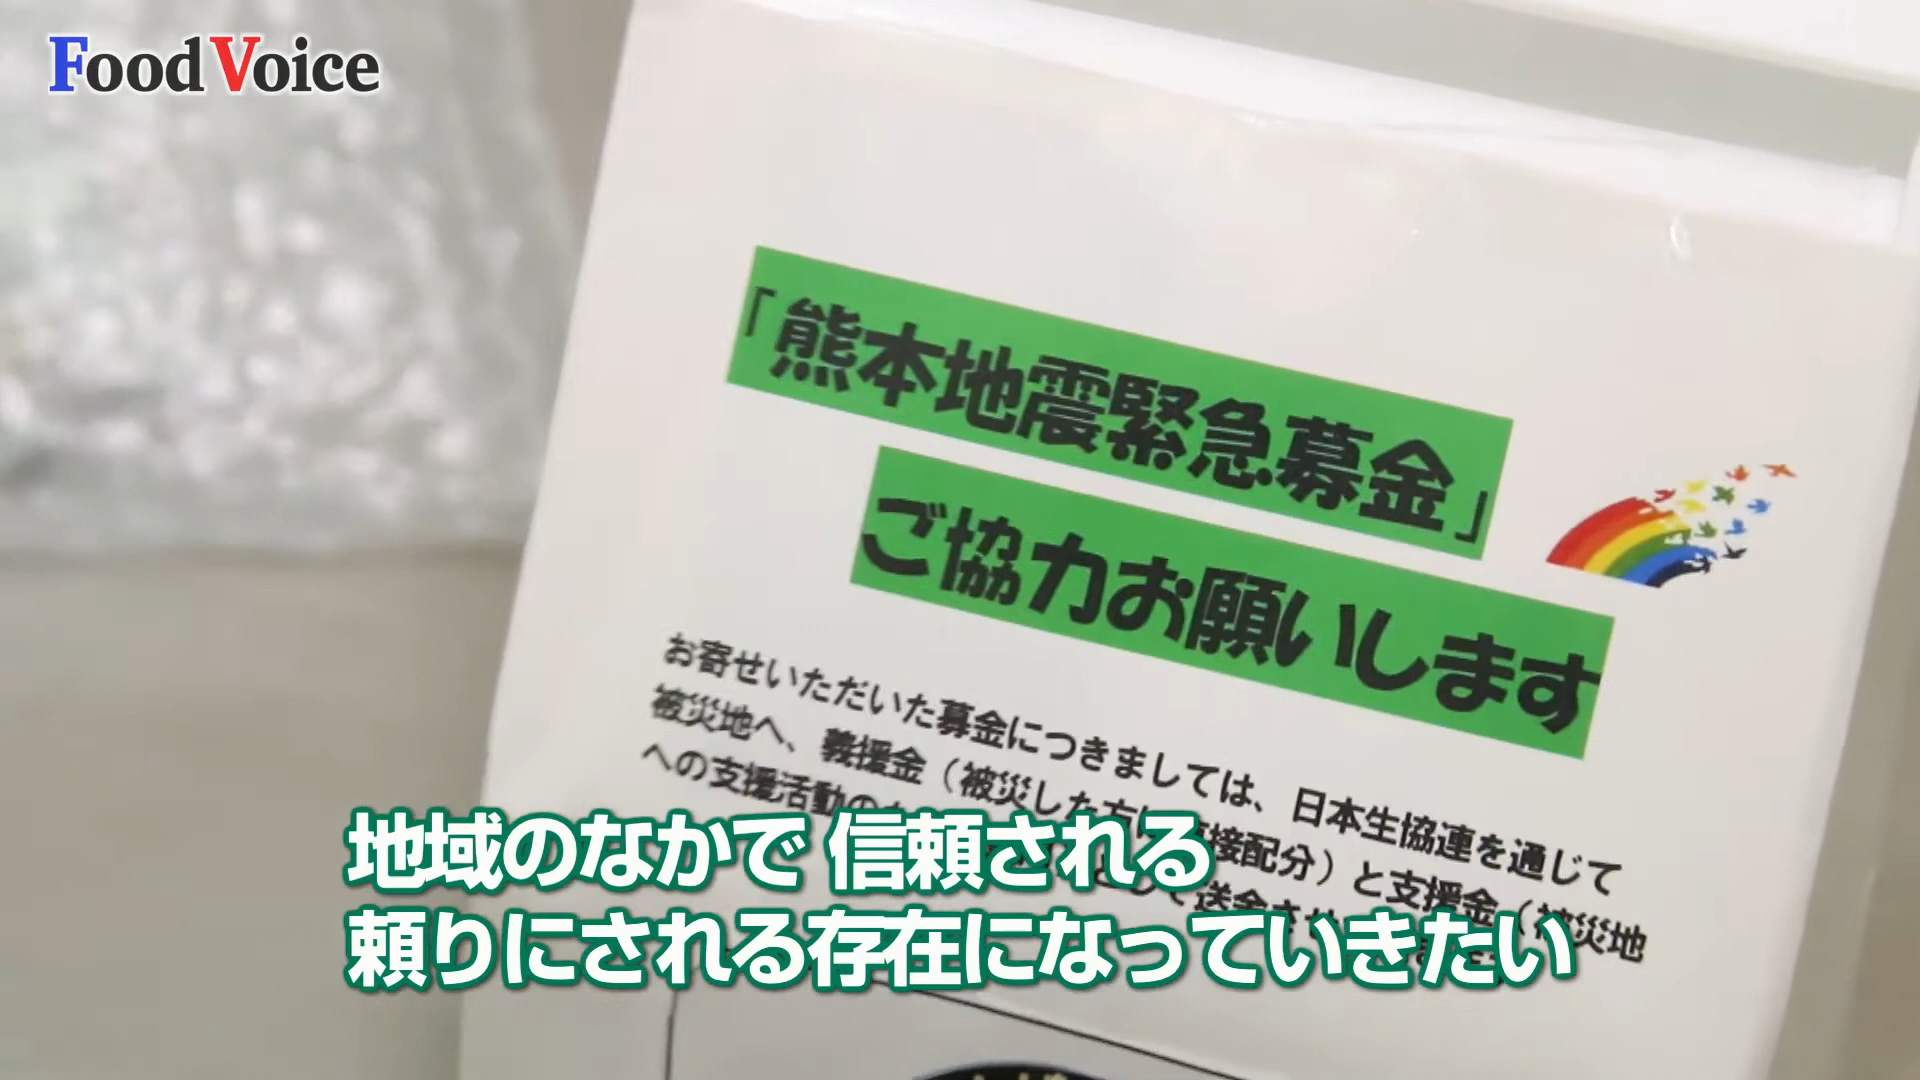 Food Voice
「熊本地震緊急募金」
ご協力お願いします
お寄せいただいた募金につきましては、日本生協連を通じて
被災地へ、義援金（被災した方に直接配分）と支援金（被災地
への支援活動の
地域のなかで 信頼される
頼りにされる存在になっていきたい